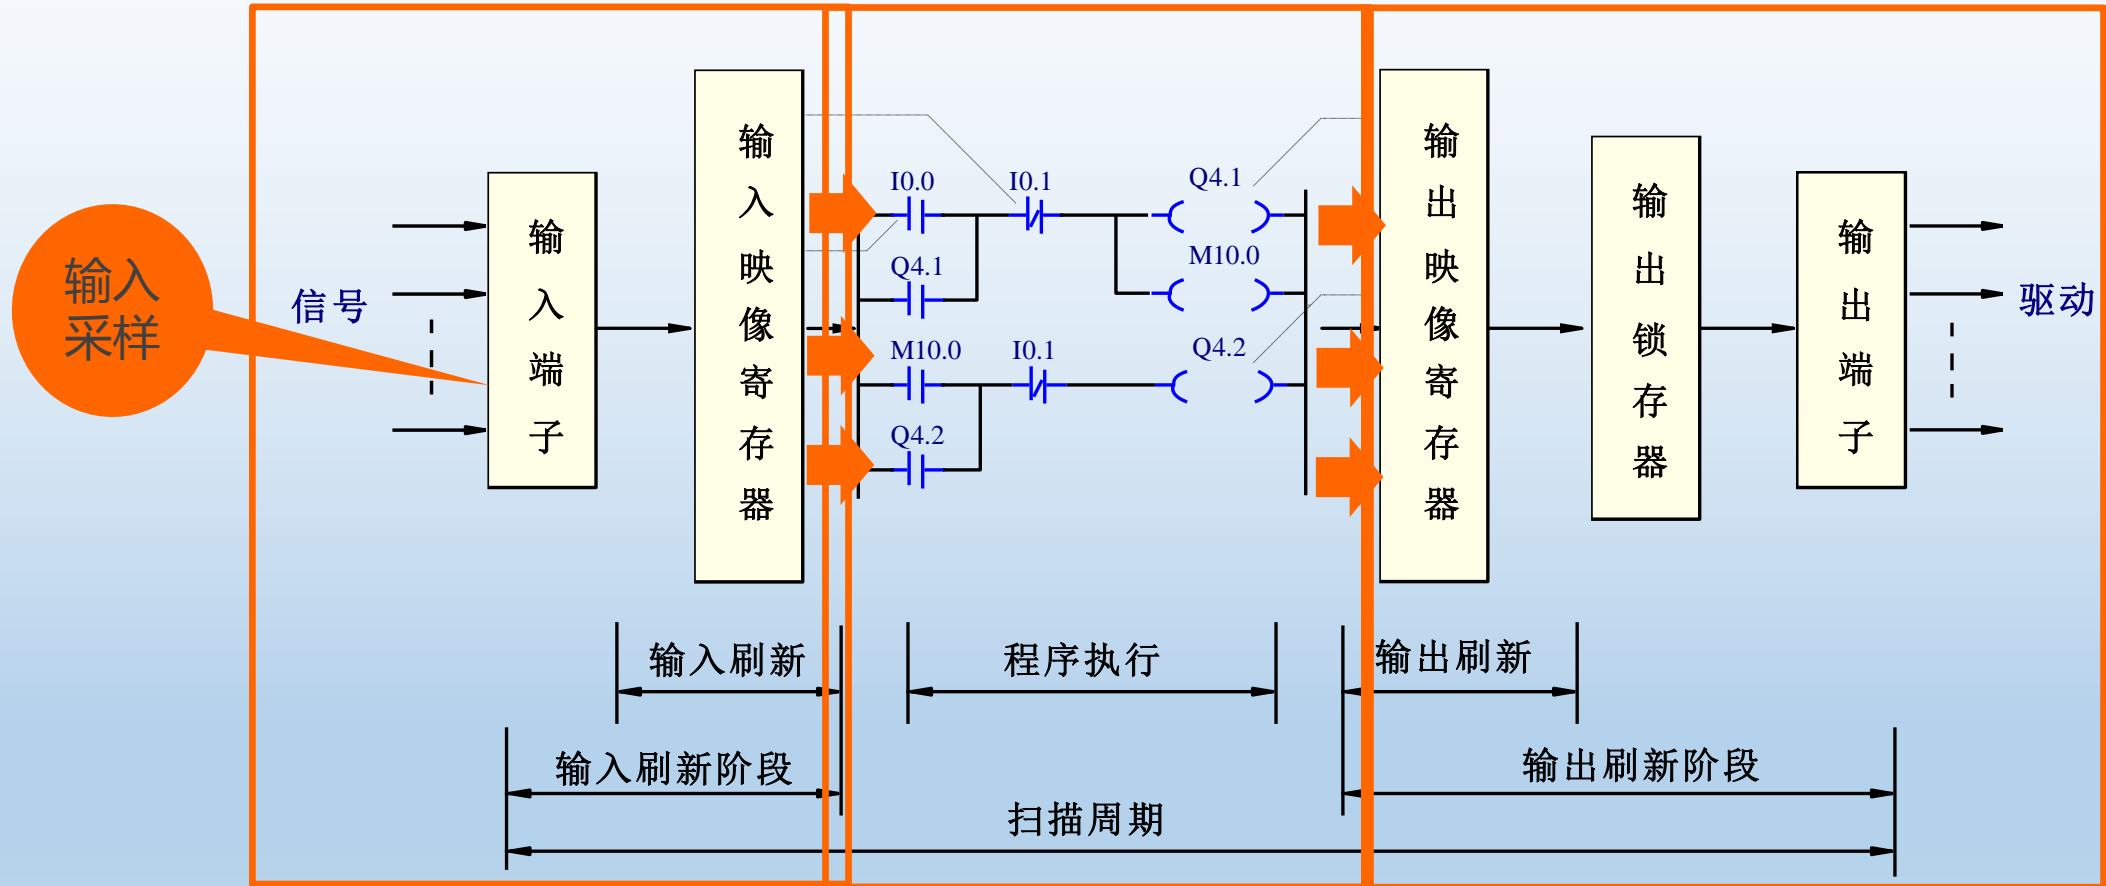 输入
采样
信号
输入端子
输入映像寄存器
I0.0
I0.1
Q4.1
Q4.1
M10.0
M10.0
I0.1
Q4.2
Q4.2
输出映像寄存器
输出锁存器
输出端子
驱动
输入刷新
程序执行
输出刷新
输入刷新阶段
输出刷新阶段
扫描周期